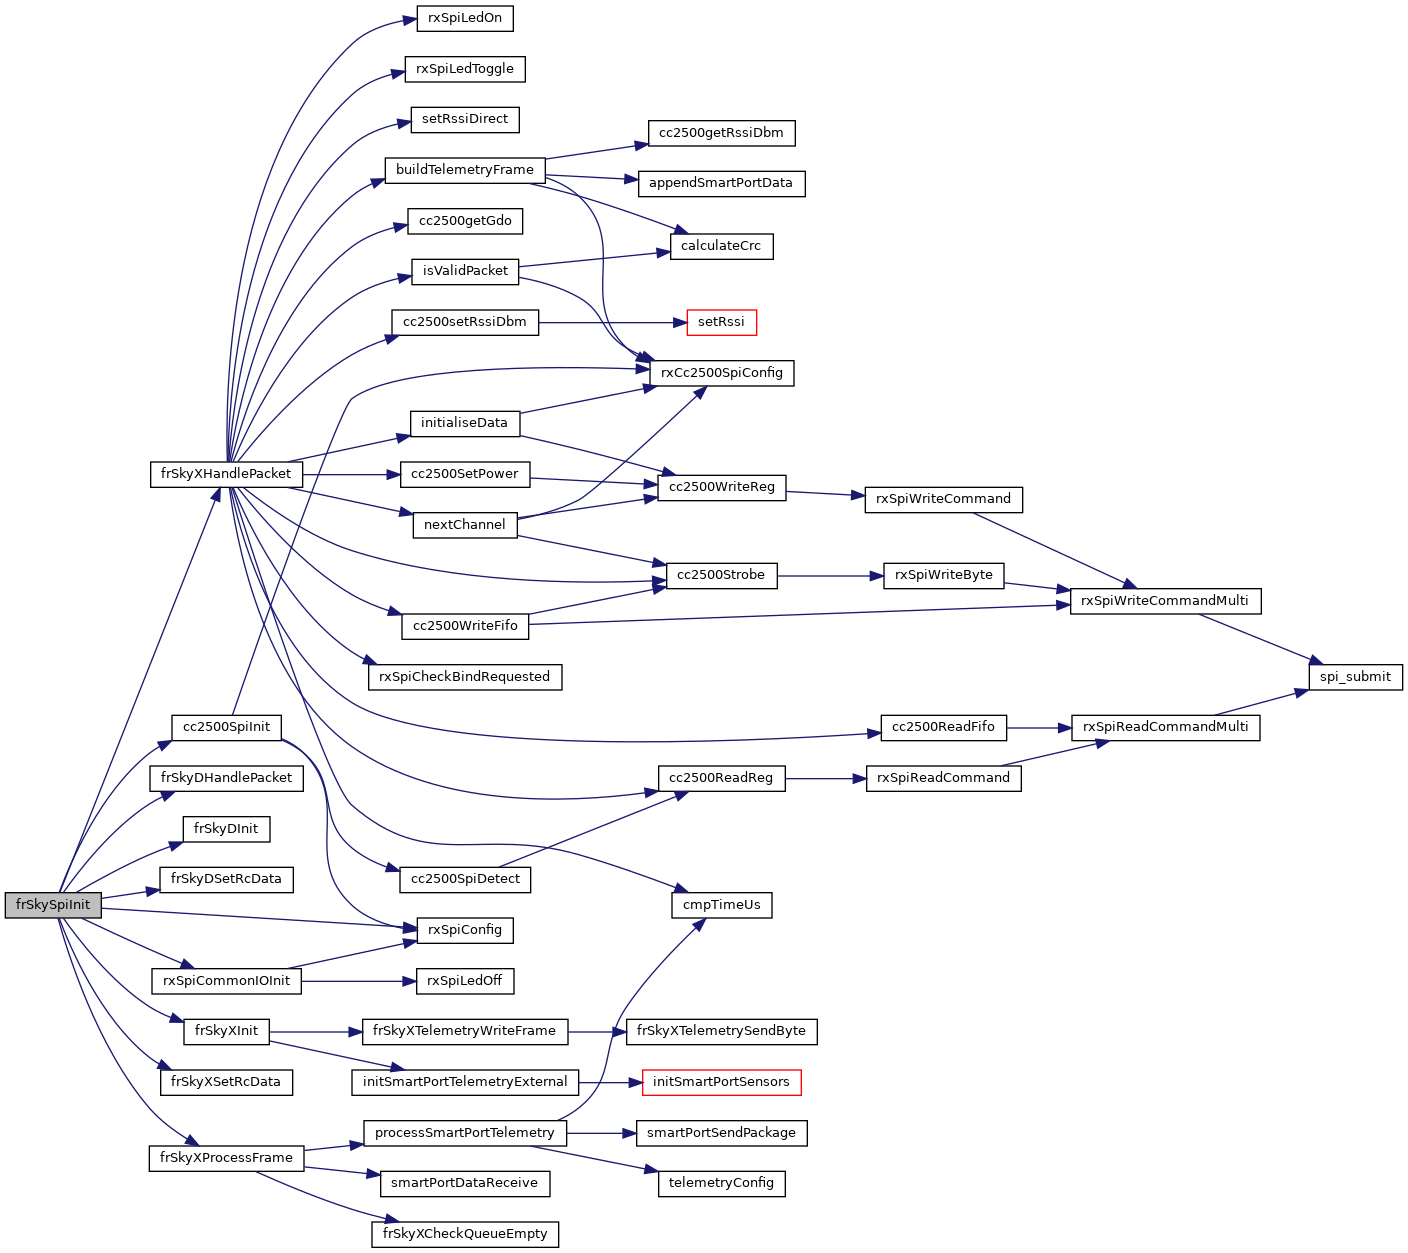 rxSpiLedOn
rxSpiLedToggle
setRssiDirect
cc2500getRssiDbm
buildTelemetryFrame
appendSmartPortData
cc2500getGdo
calculateCrc
isValidPacket
cc2500setRssiDbm
setRssi
rxCc2500SpiConfig
initialiseData
frSkyXHandlePacket
cc2500SetPower
cc2500WriteReg
rxSpiWriteCommand
nextChannel
cc2500Strobe
rxSpiWriteByte
rxSpiWriteCommandMulti
cc2500WriteFifo
rxSpiCheckBindRequested
spi_submit
cc2500SpiInit
cc2500ReadFifo
rxSpiReadCommandMulti
frSkyDHandlePacket
cc2500ReadReg
rxSpiReadCommand
frSkyDInit
frSkyDSetRcData
cc2500SpiDetect
frSkySpiInit
cmpTimeUs
rxSpiConfig
rxSpiCommonIOInit
rxSpiLedOff
frSkyXInit
frSkyXTelemetryWriteFrame
frSkyXTelemetrySendByte
frSkyXSetRcData
initSmartPortTelemetryExternal
initSmartPortSensors
processSmartPortTelemetry
smartPortSendPackage
frSkyXProcessFrame
smartPortDataReceive
telemetryConfig
frSkyXCheckQueueEmpty